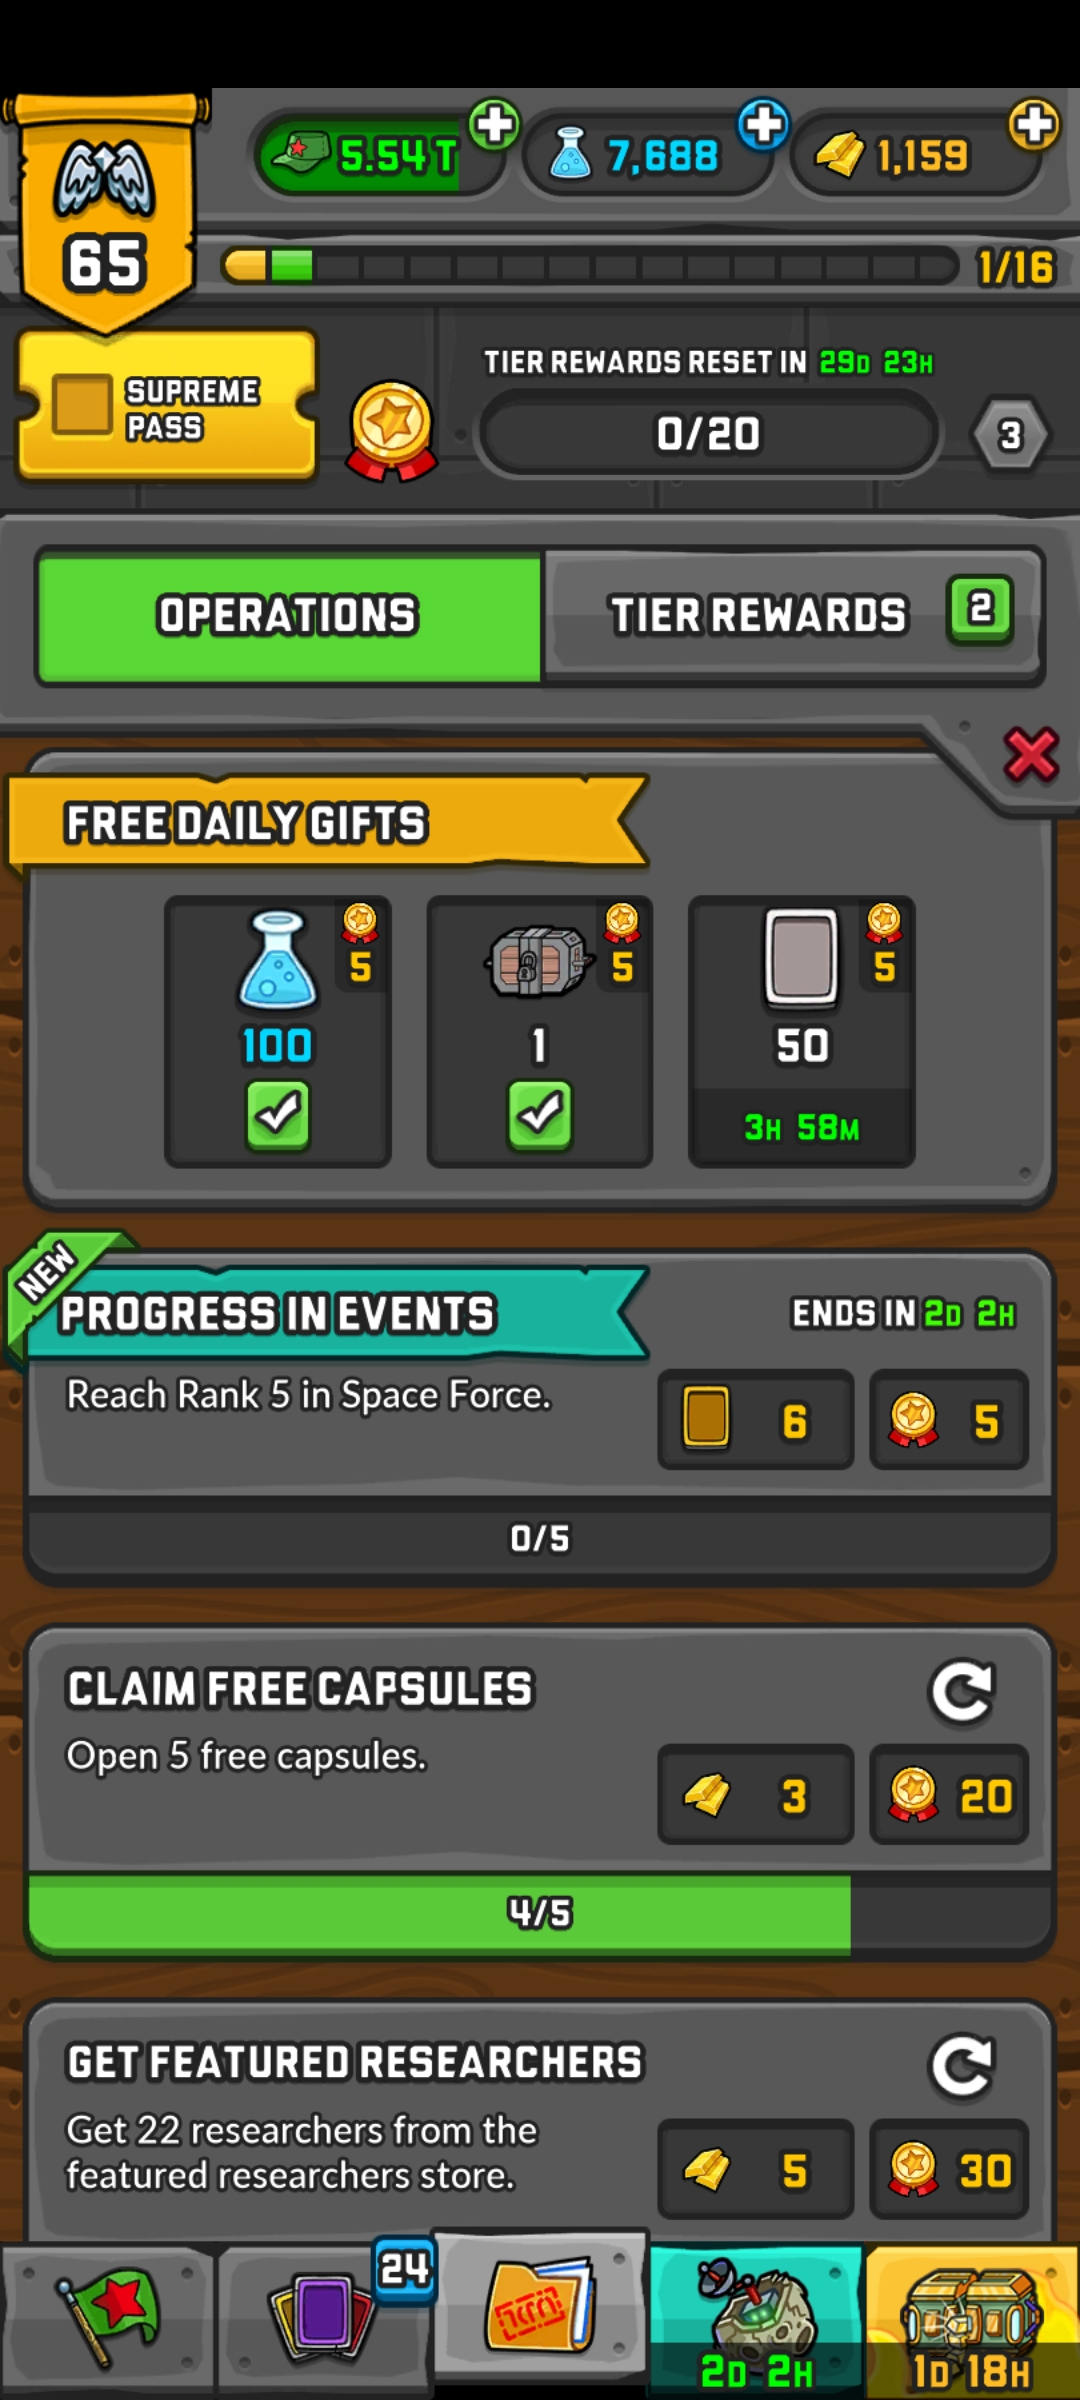 5.54T
7,688
1,159
65
1/16
SUPREME
PASS
TIER REWARDS RESET IN 29D 23H
0/20
3
OPERATIONS
TIER REWARDS
2
FREE DAILY GIFTS
5
5
5
100
1
50
3H 58M
NEW
PROGRESS IN EVENTS
ENDS IN 2D 2H
Reach Rank 5 in Space Force.
6
5
0/5
CLAIM FREE CAPSULES
Open 5 free capsules.
3
20
4/5
GET FEATURED RESEARCHERS
Get 22 researchers from the
featured researchers store.
5
30
24
2D 2H
1D 18H